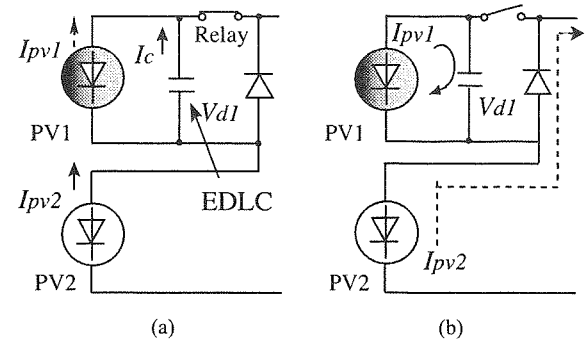 Ipv1
Ic
Relay
Vd1
PV1
Ipv2
EDLC
PV2
(a)
Ipv1
Vd1
PV1
Ipv2
PV2
(b)